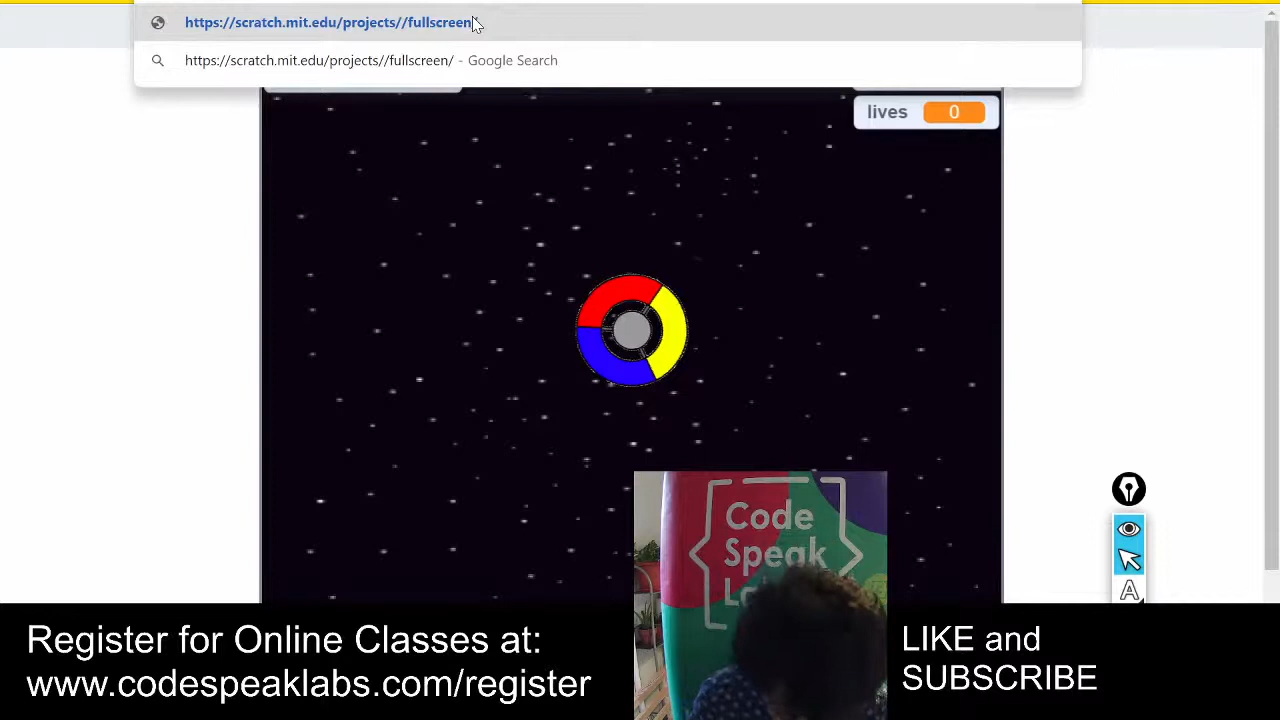 https://scratch.mit.edu/projects//fullscreen/
https://scratch.mit.edu/projects//fullscreen/ - Google Search
lives 0
Code
Speak
Register for Online Classes at:
www.codespeaklabs.com/register
LIKE and
SUBSCRIBE
A